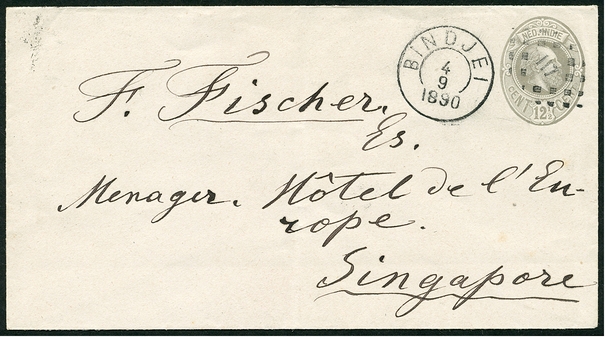 BINDJEI
4
9
1890
NED. INDIE
CENT 12½
F. Fischer.
Es.
Menager. Hôtel de l'Eu-
rope.
Singapore